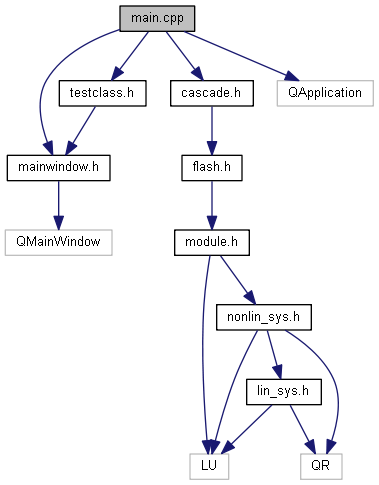 main.cpp
testclass.h
cascade.h
QApplication
mainwindow.h
flash.h
QMainWindow
module.h
nonlin_sys.h
lin_sys.h
LU
QR